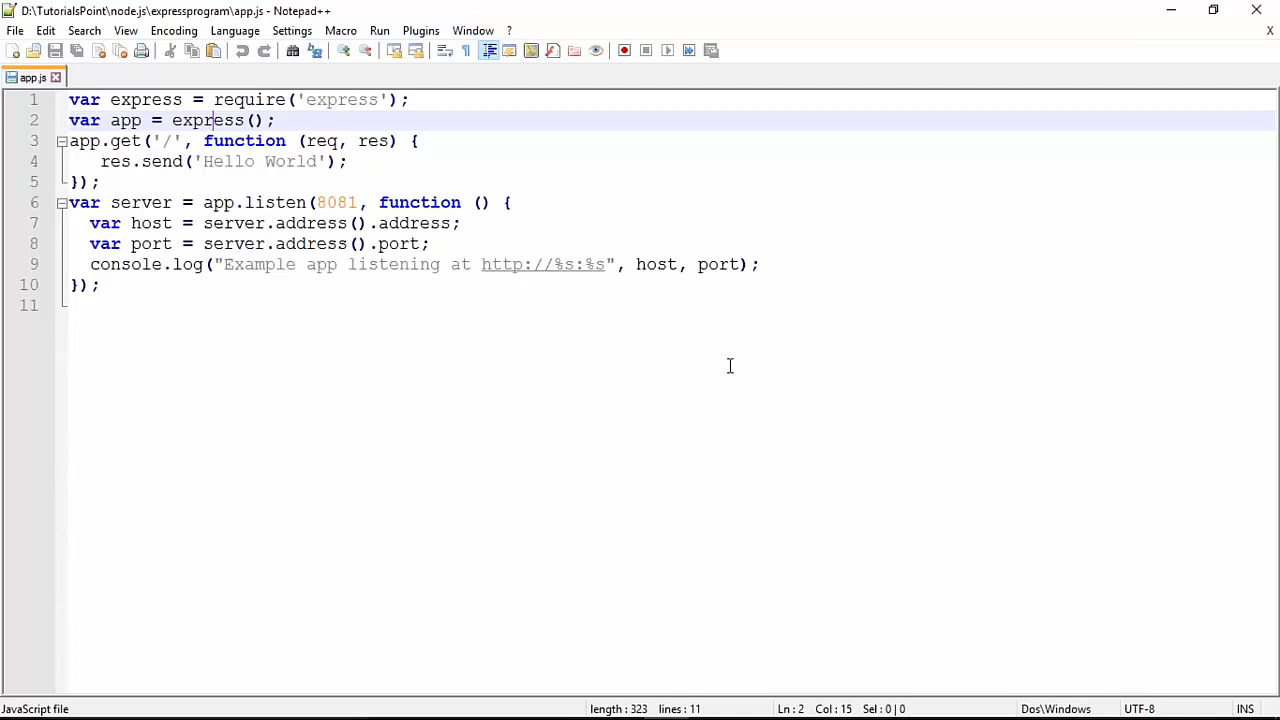 D:\TutorialsPoint\node.js\expressprogram\app.js - Notepad++
File Edit Search View Encoding Language Settings Macro Run Plugins Window ? X
app.js
1 var express = require('express');
2 var app = express();
3 app.get('/', function (req, res) {
4 res.send('Hello World');
5 });
6 var server = app.listen(8081, function () {
7 var host = server.address().address;
8 var port = server.address().port;
9 console.log("Example app listening at http://%s:%s", host, port);
10 });
11
JavaScript file length : 323 lines : 11 Ln : 2 Col : 15 Sel : 0 | 0 Dos\Windows UTF-8 INS